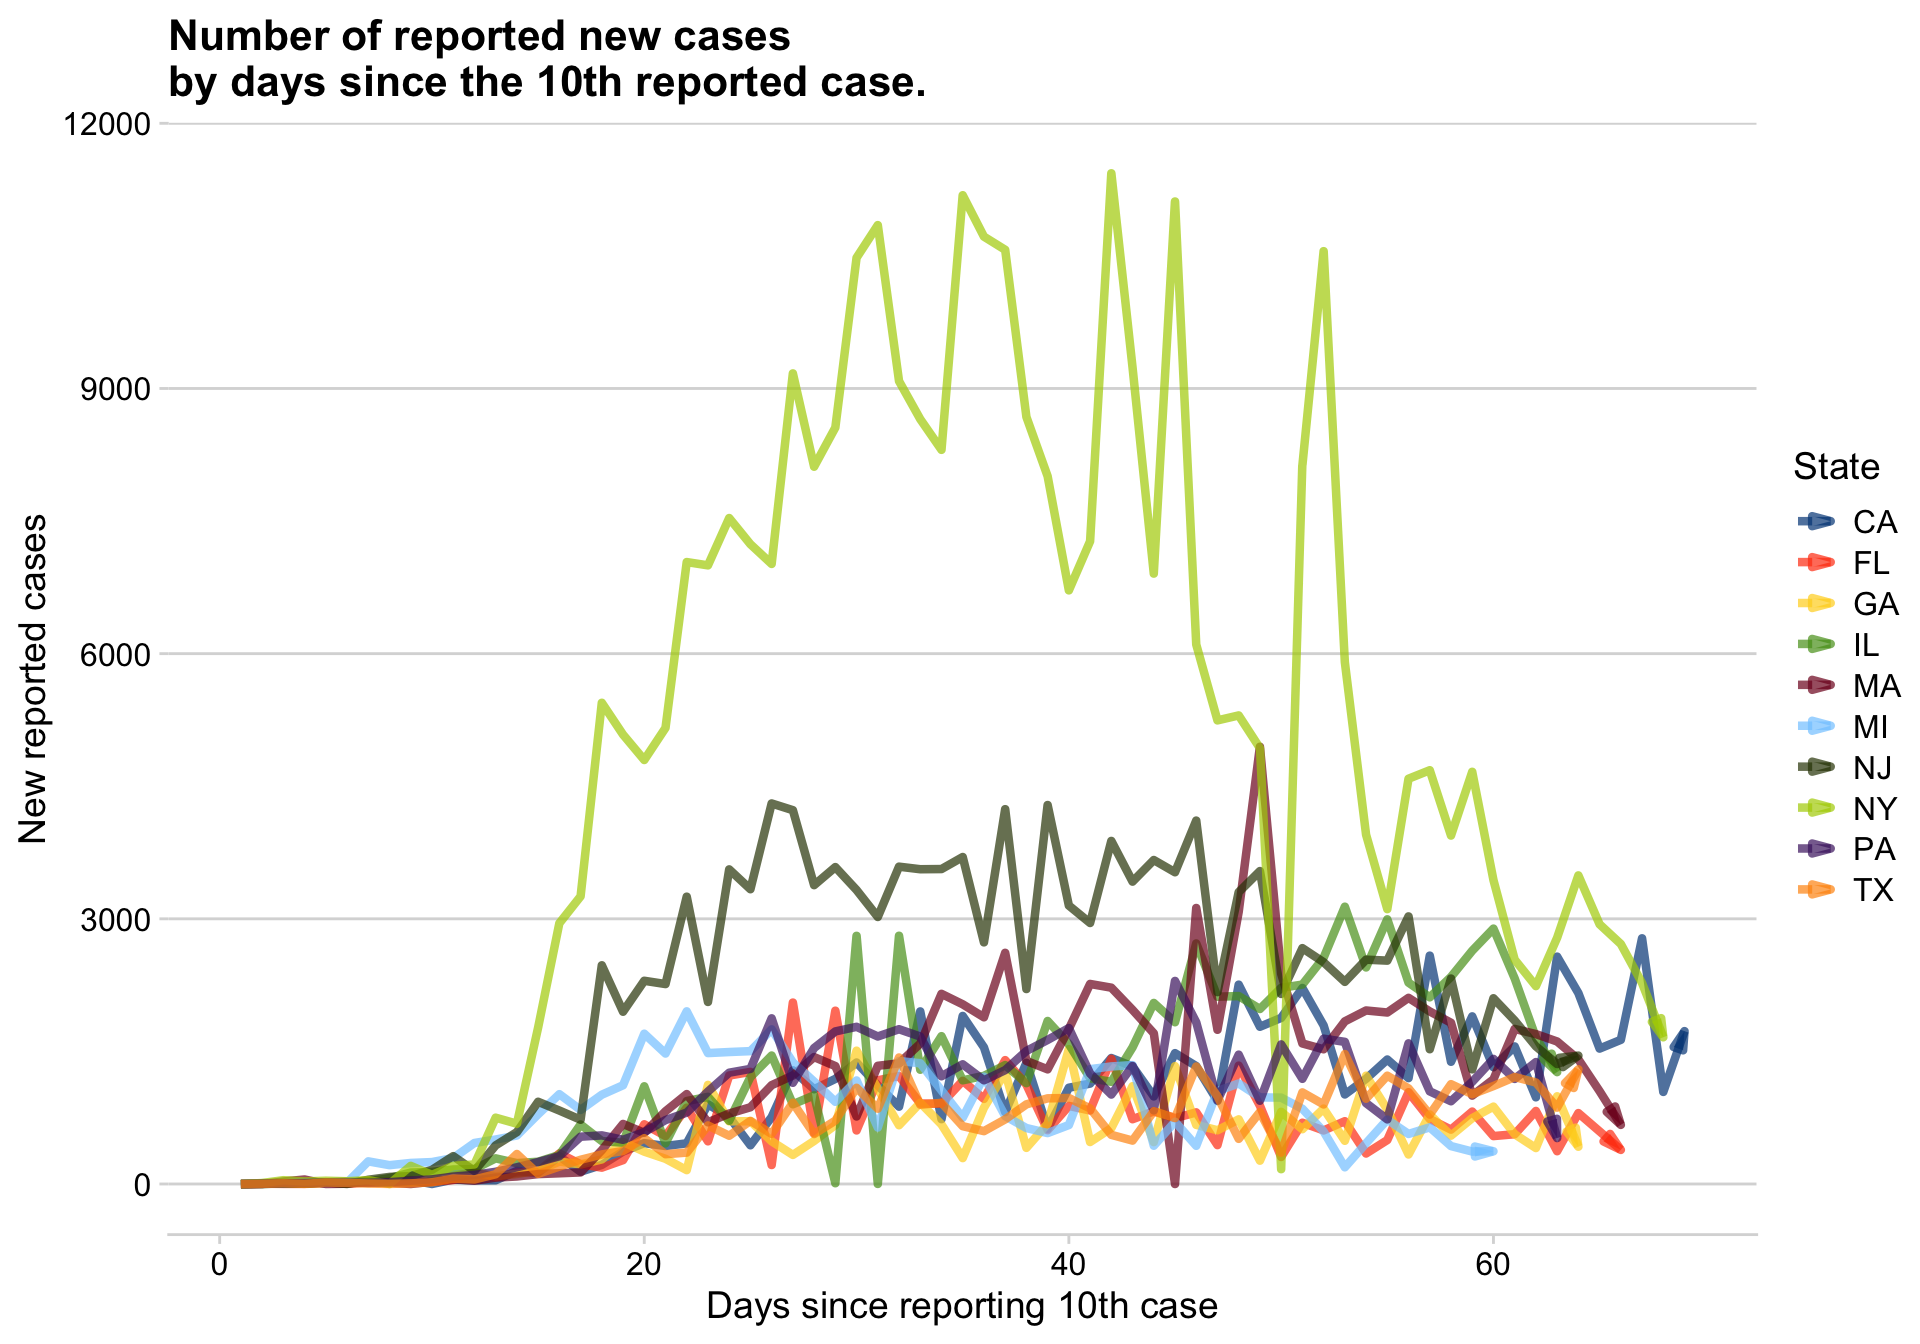 Number of reported new cases
by days since the 10th reported case.
12000
9000
6000
3000
0
New reported cases
0 20 40 60
Days since reporting 10th case
State
CA
FL
GA
IL
MA
MI
NJ
NY
PA
TX